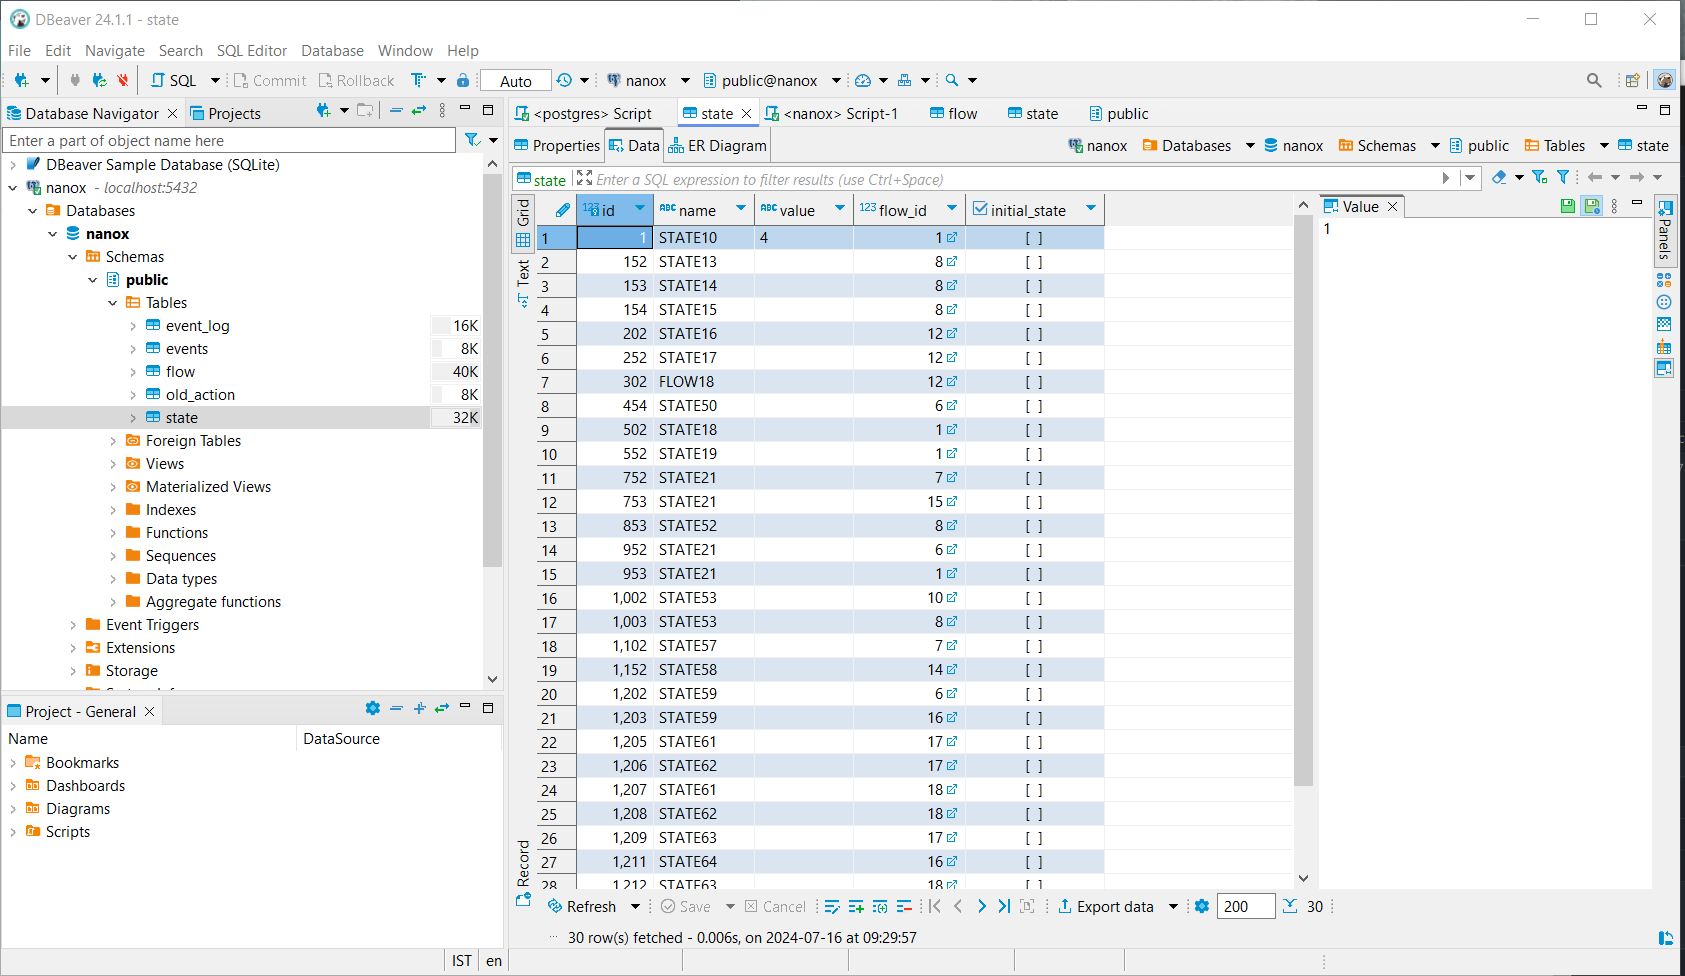 DBeaver 24.1.1 - state
File Edit Navigate Search SQL Editor Database Window Help
SQL Commit Rollback Auto nanox public@nanox
Database Navigator Projects
Enter a part of object name here
DBeaver Sample Database (SQLite)
nanox - localhost:5432
Databases
nanox
Schemas
public
Tables
event_log 16K
events 8K
flow 40K
old_action 8K
state 32K
Foreign Tables
Views
Materialized Views
Indexes
Functions
Sequences
Data types
Aggregate functions
Event Triggers
Extensions
Storage
Project - General
Name DataSource
Bookmarks
Dashboards
Diagrams
Scripts
<postgres> Script state <nanox> Script-1 flow state public
Properties Data ER Diagram nanox Databases nanox Schemas public Tables state
state Enter a SQL expression to filter results (use Ctrl+Space)
Grid
Text
Record
123 id ABC name ABC value 123 flow_id initial_state
1 1 STATE10 4 1 [ ]
2 152 STATE13 8 [ ]
3 153 STATE14 8 [ ]
4 154 STATE15 8 [ ]
5 202 STATE16 12 [ ]
6 252 STATE17 12 [ ]
7 302 FLOW18 12 [ ]
8 454 STATE50 6 [ ]
9 502 STATE18 1 [ ]
10 552 STATE19 1 [ ]
11 752 STATE21 7 [ ]
12 753 STATE21 15 [ ]
13 853 STATE52 8 [ ]
14 952 STATE21 6 [ ]
15 953 STATE21 1 [ ]
16 1,002 STATE53 10 [ ]
17 1,003 STATE53 8 [ ]
18 1,102 STATE57 7 [ ]
19 1,152 STATE58 14 [ ]
20 1,202 STATE59 6 [ ]
21 1,203 STATE59 16 [ ]
22 1,205 STATE61 17 [ ]
23 1,206 STATE62 17 [ ]
24 1,207 STATE61 18 [ ]
25 1,208 STATE62 18 [ ]
26 1,209 STATE63 17 [ ]
27 1,211 STATE64 16 [ ]
28 1,212 STATE63 18 [ ]
Value
1
Panels
Refresh Save Cancel Export data 200 30
30 row(s) fetched - 0.006s, on 2024-07-16 at 09:29:57
IST en